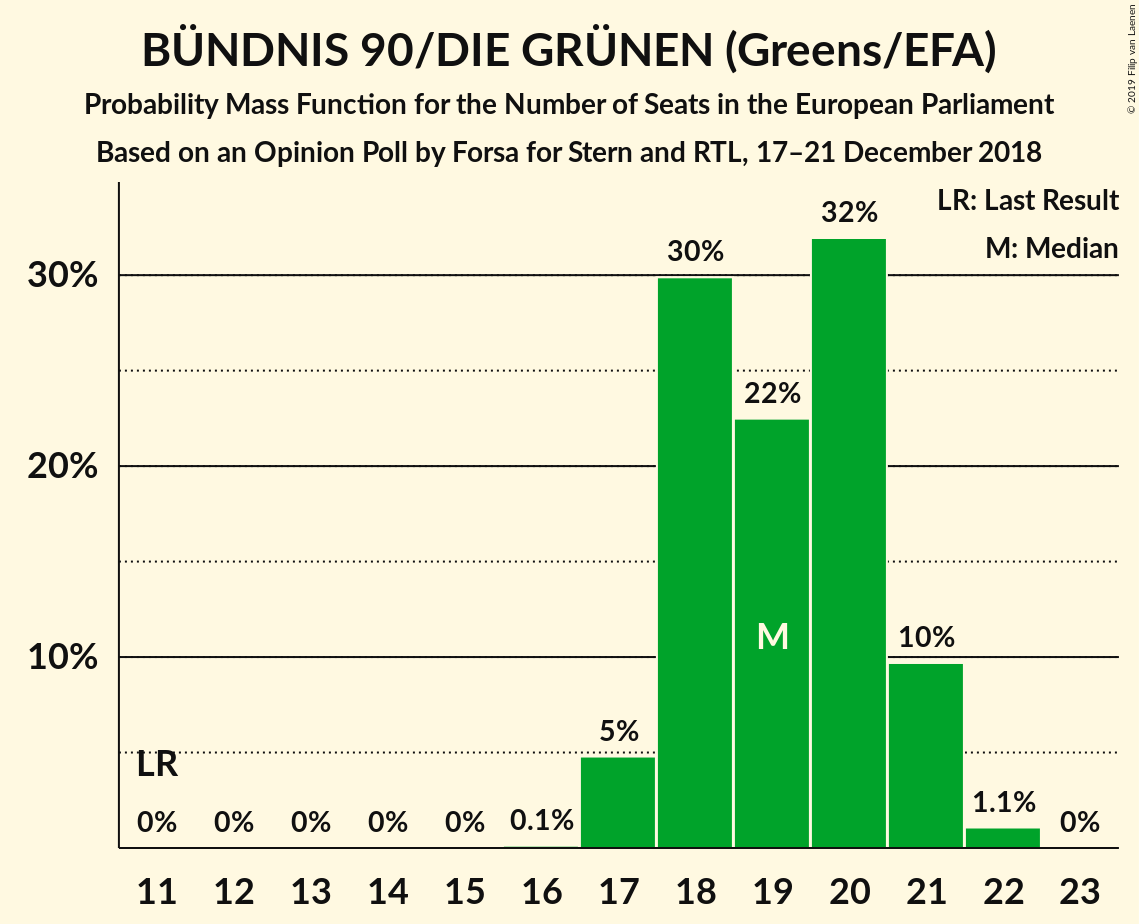 BÜNDNIS 90/DIE GRÜNEN (Greens/EFA)
Probability Mass Function for the Number of Seats in the European Parliament
Based on an Opinion Poll by Forsa for Stern and RTL, 17–21 December 2018
© 2019 Filip van Laenen
LR: Last Result
M: Median
30%
20%
10%
LR
0%
0%
0%
0%
0%
0.1%
5%
30%
22%
M
32%
10%
1.1%
0%
11 12 13 14 15 16 17 18 19 20 21 22 23